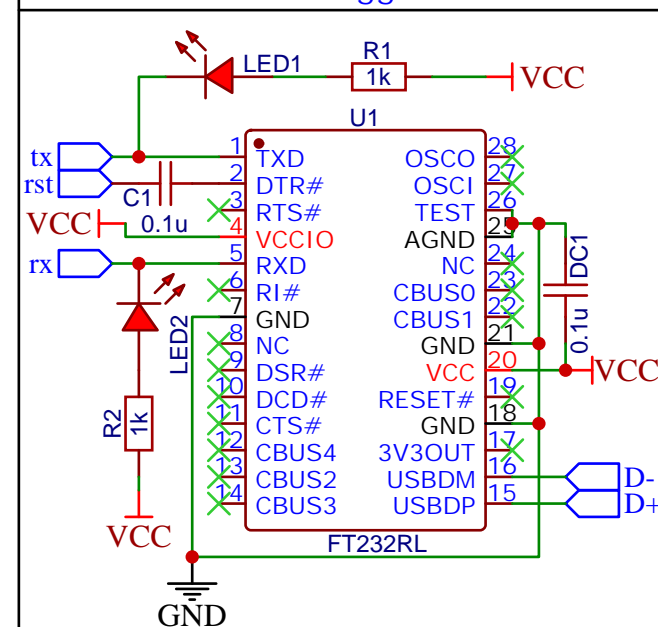 LED1
R1
1k
VCC
U1
tx
1
TXD
OSCO
28
rst
C1
0.1u
2
DTR#
OSCI
27
3
RTS#
TEST
26
VCC
4
VCCIO
AGND
25
rx
5
RXD
NC
24
6
RI#
CBUS0
23
7
GND
CBUS1
22
DC1
0.1u
LED2
8
NC
GND
21
9
DSR#
VCC
20
VCC
10
DCD#
RESET#
19
R2
1k
11
CTS#
GND
18
12
CBUS4
3V3OUT
17
13
CBUS2
USBDM
16
D-
14
CBUS3
USBDP
15
D+
VCC
FT232RL
GND